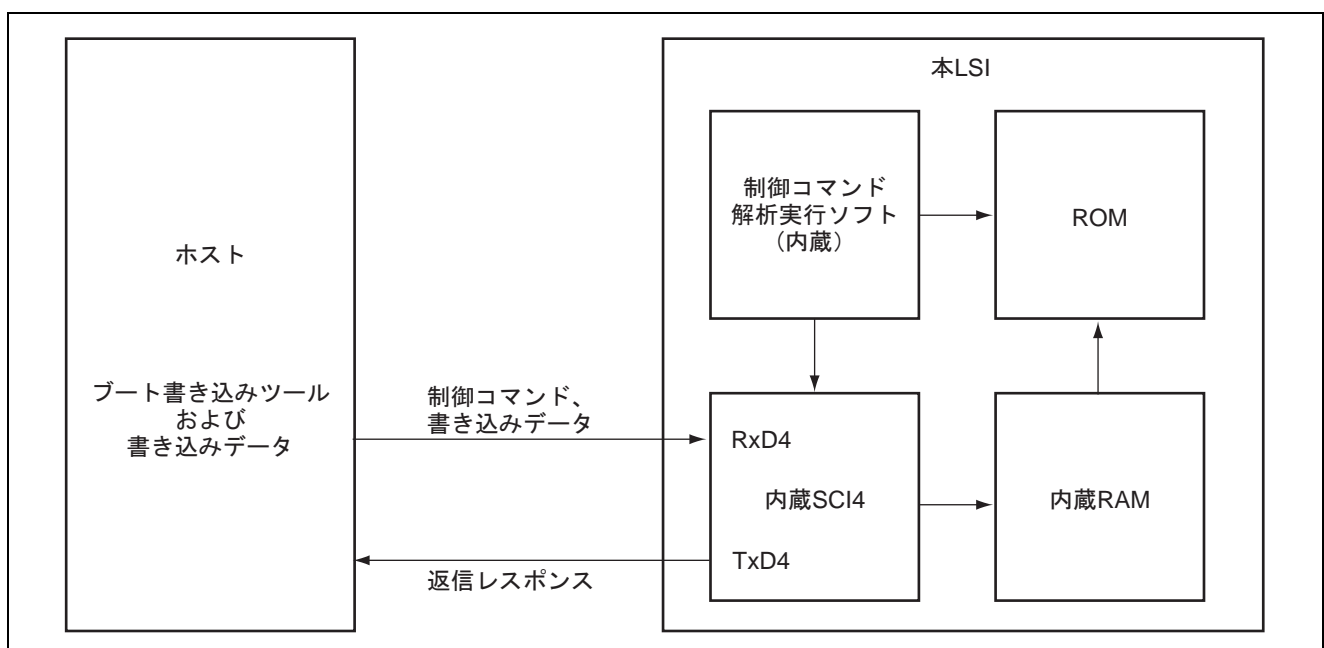 本LSI
ホスト
ブート書き込みツール
および
書き込みデータ
制御コマンド、
書き込みデータ
返信レスポンス
制御コマンド
解析実行ソフト
（内蔵）
ROM
RxD4
内蔵SCI4
TxD4
内蔵RAM